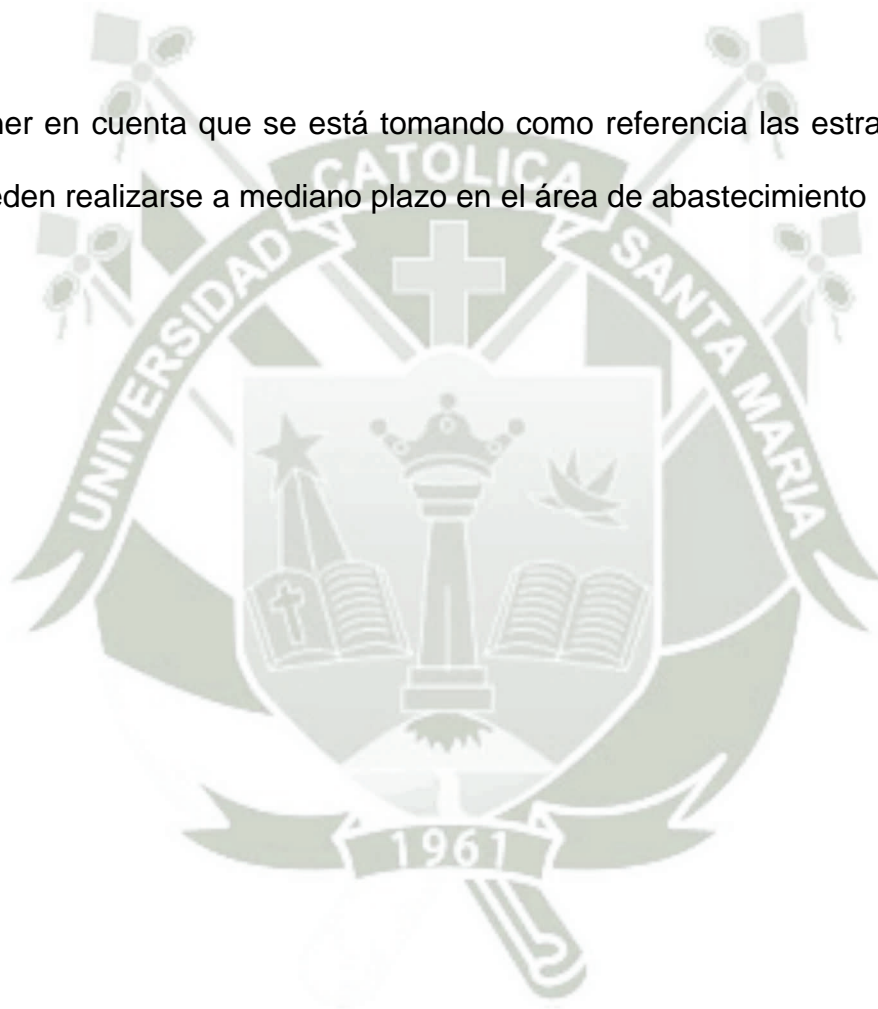 ner en cuenta que se está tomando como referencia las estra
eden realizarse a mediano plazo en el área de abastecimiento
CATOLICA
UNIVERSIDAD
SANTA MARIA
1961